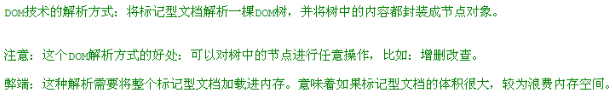 DOM技术的解析方式：将标记型文档解析一棵DOM树，并将树中的内容都封装成节点对象。
注意：这个DOM解析方式的好处：可以对树中的节点进行任意操作，比如：增删改查。
弊端：这种解析需要将整个标记型文档加载进内存。意味着如果标记型文档的体积很大，较为浪费内存空间。